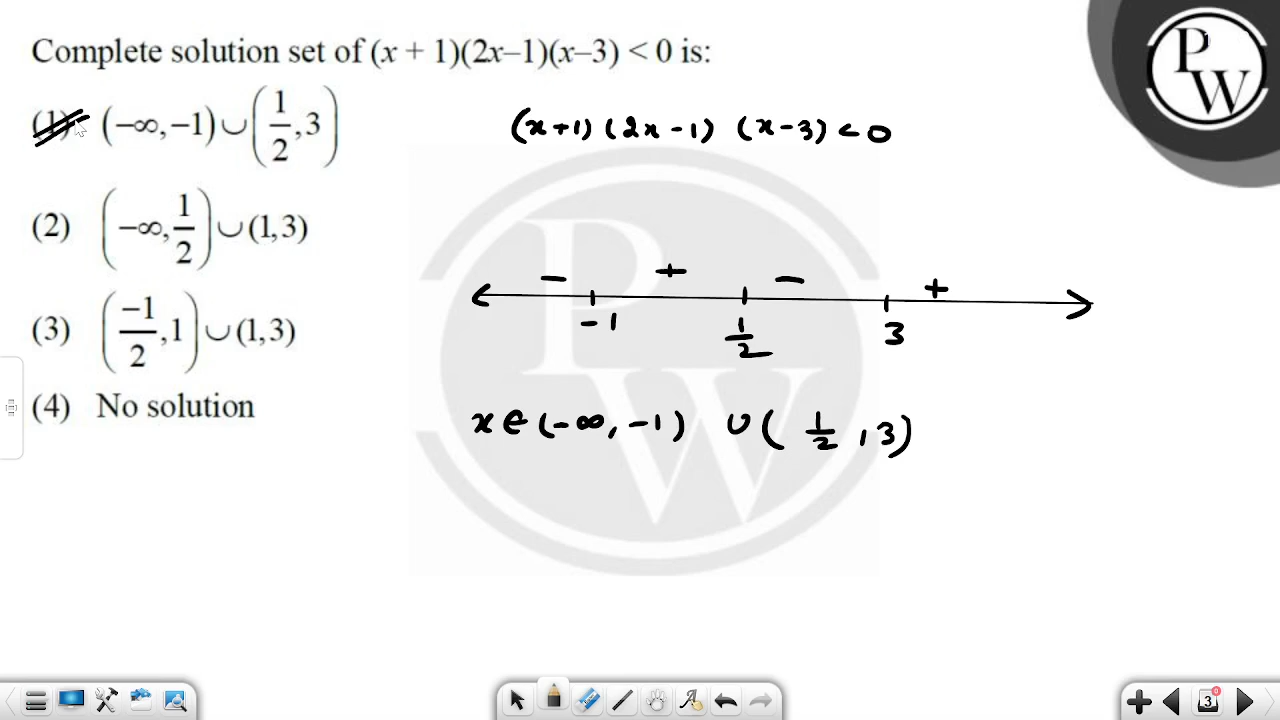 Complete solution set of (x + 1)(2x–1)(x–3) < 0 is:
(1) (−∞,−1)∪(1/2,3)
(2) (−∞,1/2)∪(1,3)
(3) (−1/2,1)∪(1,3)
(4) No solution
(x+1) (2x-1) (x-3) < 0
− + − +
-1 1/2 3
x ∈ (-∞, -1) ∪ (1/2, 3)
P
W
P
W
3
0